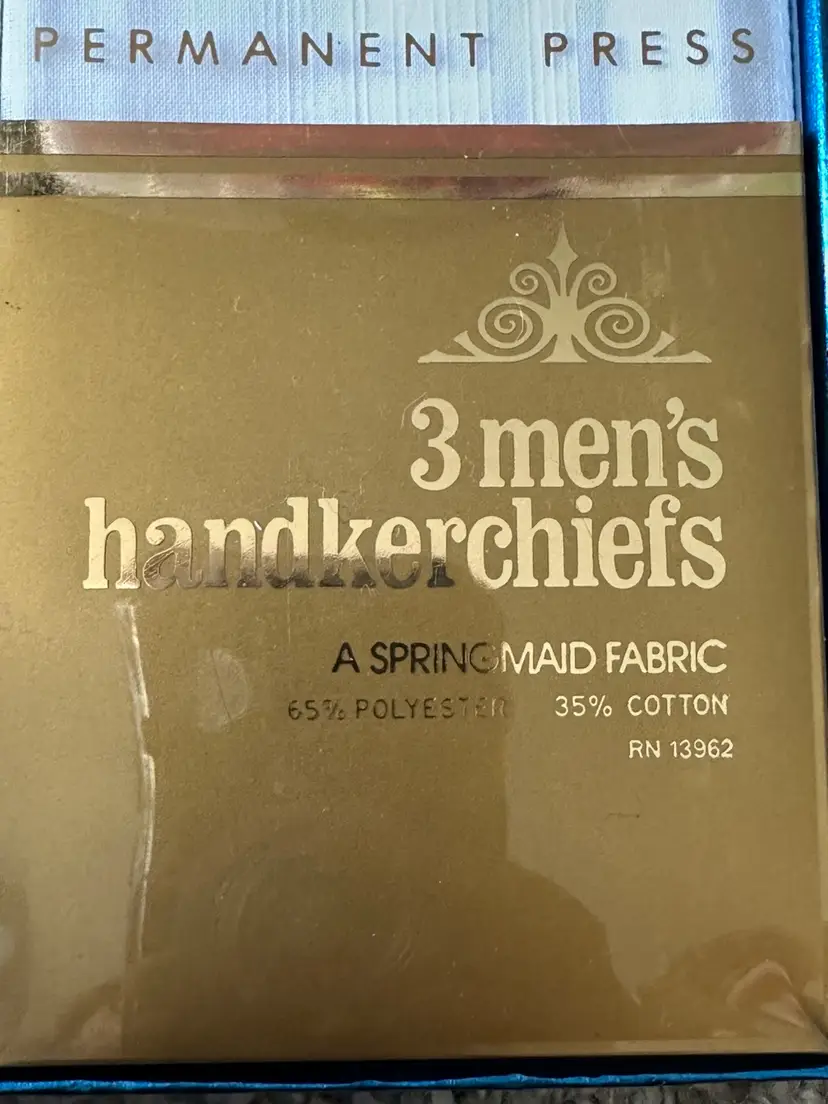 PERMANENT PRESS
3 men's
handkerchiefs
A SPRINGMAID FABRIC
65% POLYESTER 35% COTTON
RN 13962